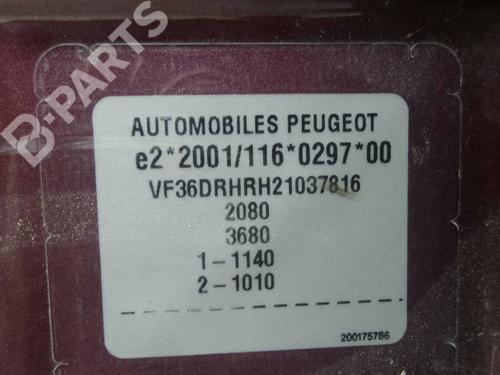 B-PARTS
AUTOMOBILES PEUGEOT
e2*2001/116*0297*00
VF36DRHRH21037816
2080
3680
1-1140
2-1010
200175786